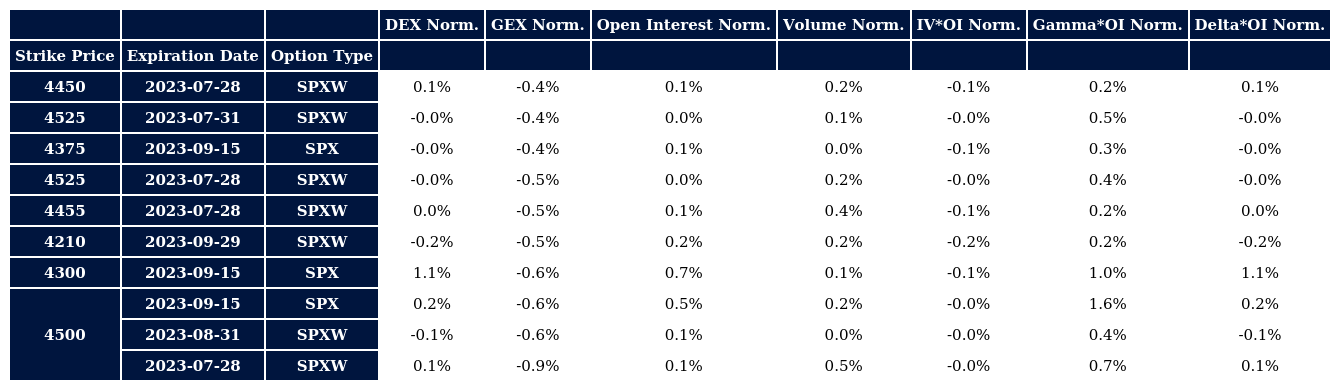 DEX Norm. GEX Norm. Open Interest Norm. Volume Norm. IV*OI Norm. Gamma*OI Norm. Delta*OI Norm.
Strike Price Expiration Date Option Type
4450 2023-07-28 SPXW 0.1% -0.4% 0.1% 0.2% -0.1% 0.2% 0.1%
4525 2023-07-31 SPXW -0.0% -0.4% 0.0% 0.1% -0.0% 0.5% -0.0%
4375 2023-09-15 SPX -0.0% -0.4% 0.1% 0.0% -0.1% 0.3% -0.0%
4525 2023-07-28 SPXW -0.0% -0.5% 0.0% 0.2% -0.0% 0.4% -0.0%
4455 2023-07-28 SPXW 0.0% -0.5% 0.1% 0.4% -0.1% 0.2% 0.0%
4210 2023-09-29 SPXW -0.2% -0.5% 0.2% 0.2% -0.2% 0.2% -0.2%
4300 2023-09-15 SPX 1.1% -0.6% 0.7% 0.1% -0.1% 1.0% 1.1%
2023-09-15 SPX 0.2% -0.6% 0.5% 0.2% -0.0% 1.6% 0.2%
4500 2023-08-31 SPXW -0.1% -0.6% 0.1% 0.0% -0.0% 0.4% -0.1%
2023-07-28 SPXW 0.1% -0.9% 0.1% 0.5% -0.0% 0.7% 0.1%